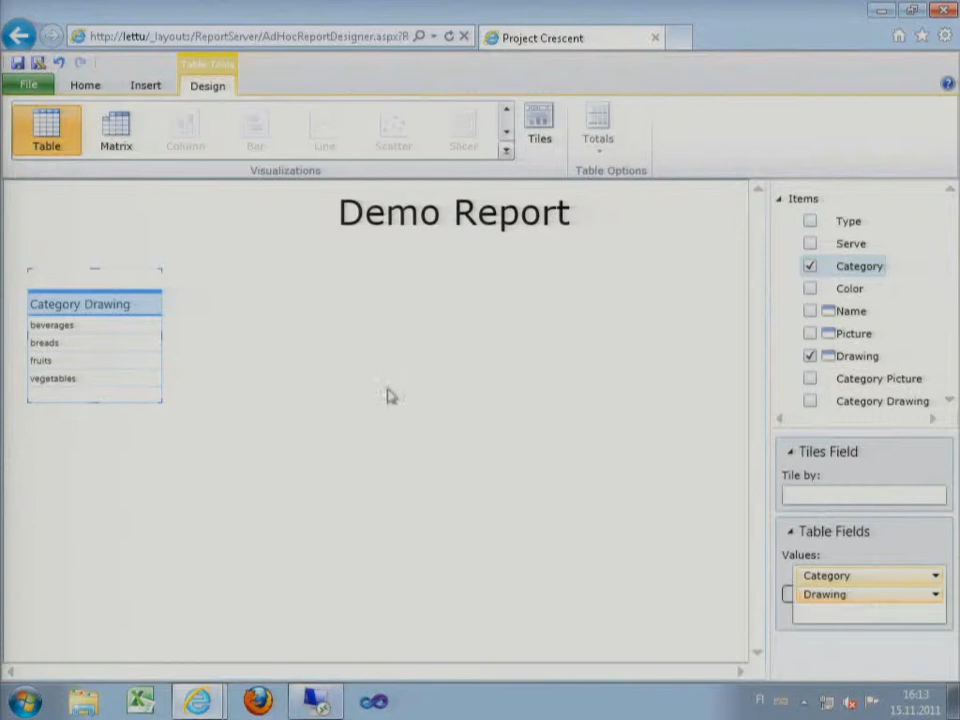 http://lettu/_layouts/ReportServer/AdHocReportDesigner.aspx?R
Project Crescent
Table Tools
File
Home
Insert
Design
Table
Matrix
Column
Bar
Line
Scatter
Slicer
Tiles
Totals
Visualizations
Table Options
Demo Report
Category Drawing
beverages
breads
fruits
vegetables
Items
Type
Serve
Category
Color
Name
Picture
Drawing
Category Picture
Category Drawing
Tiles Field
Tile by:
Table Fields
Values:
Category
Drawing
FI
16:13
15.11.2011